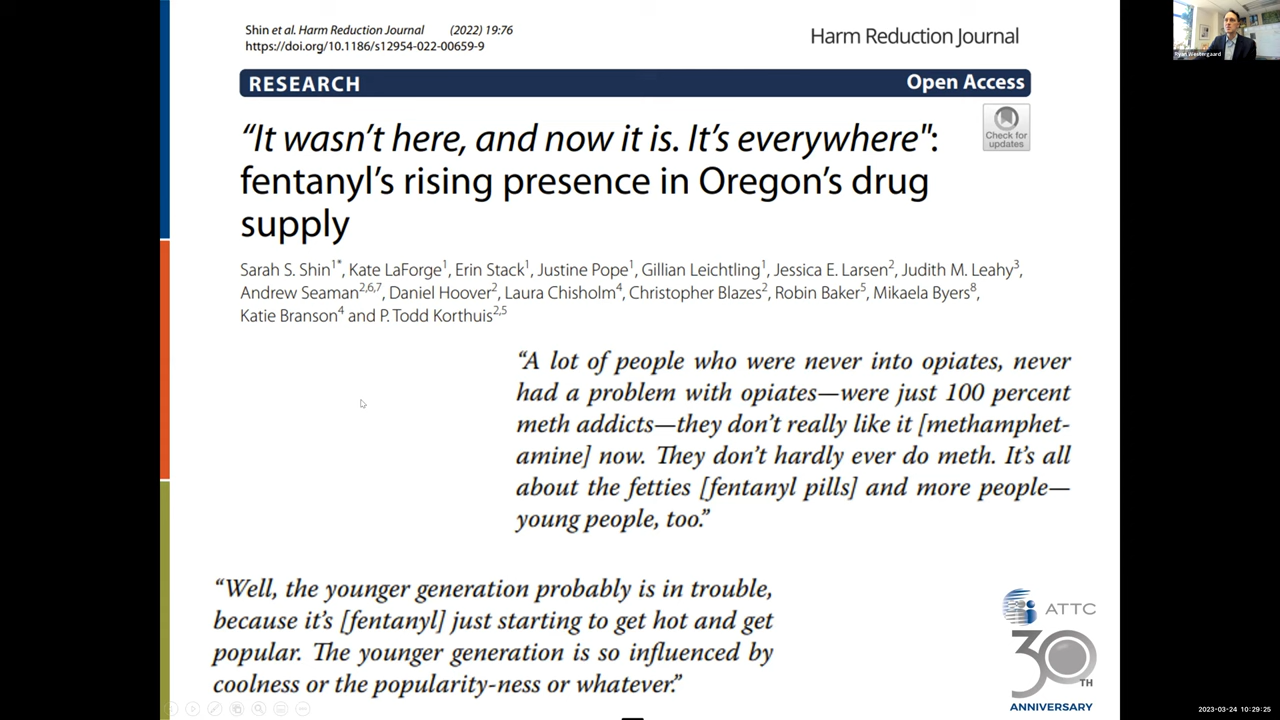 Shin et al. Harm Reduction Journal (2022) 19:76
https://doi.org/10.1186/s12954-022-00659-9
Harm Reduction Journal
RESEARCH
Open Access
“It wasn’t here, and now it is. It’s everywhere":
fentanyl’s rising presence in Oregon’s drug
supply
Check for
updates
Sarah S. Shin1*, Kate LaForge1, Erin Stack1, Justine Pope1, Gillian Leichtling1, Jessica E. Larsen2, Judith M. Leahy3,
Andrew Seaman2,6,7, Daniel Hoover2, Laura Chisholm4, Christopher Blazes2, Robin Baker5, Mikaela Byers8,
Katie Branson4 and P. Todd Korthuis2,5
“A lot of people who were never into opiates, never
had a problem with opiates—were just 100 percent
meth addicts—they don’t really like it [methamphet-
amine] now. They don’t hardly ever do meth. It’s all
about the fetties [fentanyl pills] and more people—
young people, too.”
“Well, the younger generation probably is in trouble,
because it’s [fentanyl] just starting to get hot and get
popular. The younger generation is so influenced by
coolness or the popularity-ness or whatever.”
ATTC
30TH
ANNIVERSARY
Ryan Westergaard
2023-03-24 10:29:25